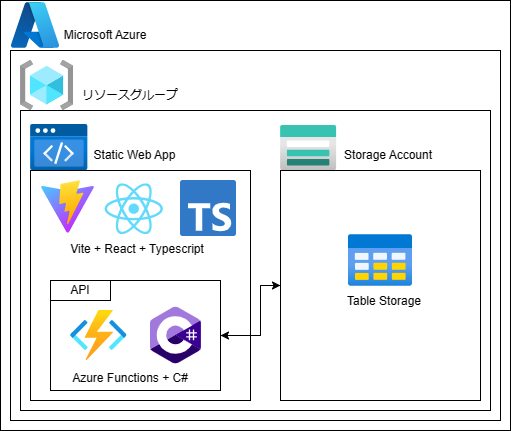 Microsoft Azure
リソースグループ
Static Web App
Storage Account
TS
Vite + React + Typescript
Table Storage
API
C#
Azure Functions + C#